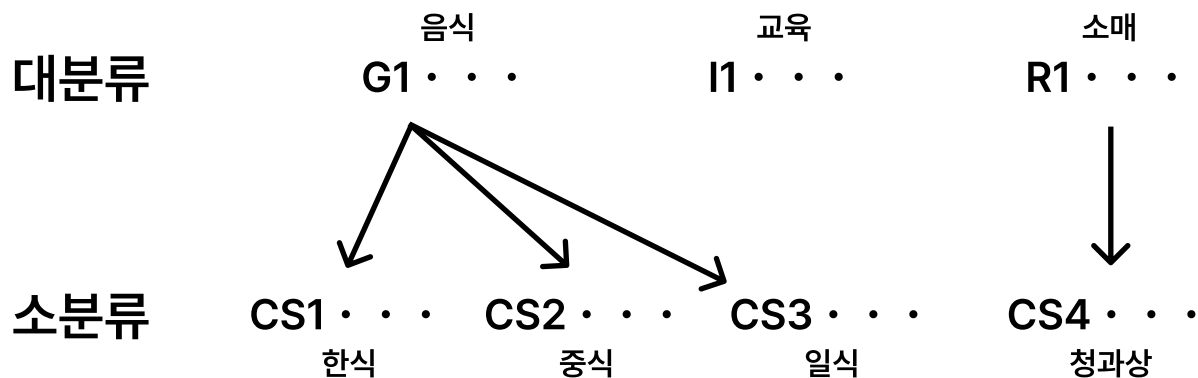 음식 교육 소매
대분류 G1 · · · I1 · · · R1 · · ·
소분류 CS1 · · · CS2 · · · CS3 · · · CS4 · · ·
한식 중식 일식 청과상